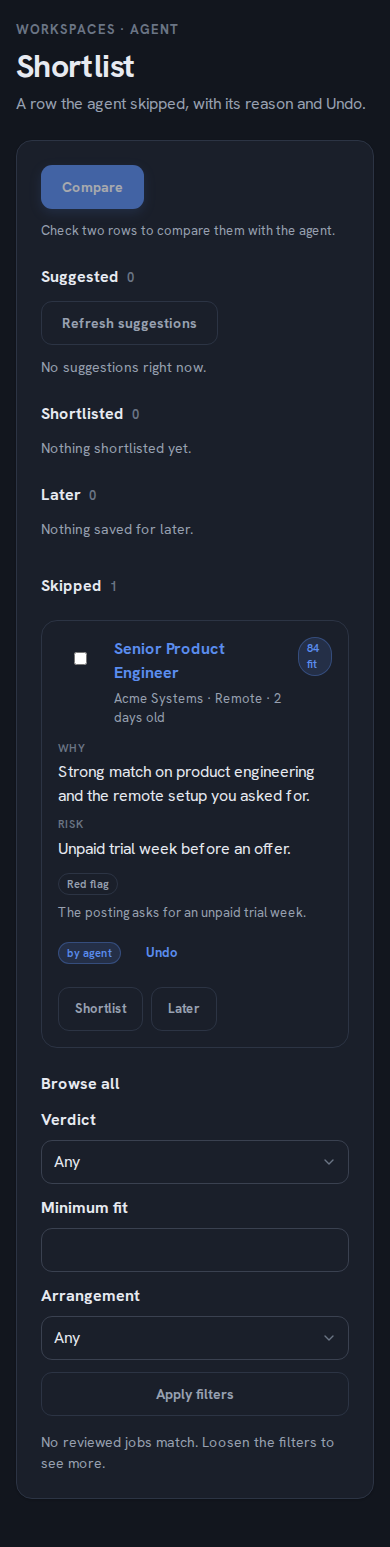 WORKSPACES · AGENT
Shortlist
A row the agent skipped, with its reason and Undo.
Compare
Check two rows to compare them with the agent.
Suggested 0
Refresh suggestions
No suggestions right now.
Shortlisted 0
Nothing shortlisted yet.
Later 0
Nothing saved for later.
Skipped 1
Senior Product
Engineer
84
fit
Acme Systems · Remote · 2
days old
WHY
Strong match on product engineering
and the remote setup you asked for.
RISK
Unpaid trial week before an offer.
Red flag
The posting asks for an unpaid trial week.
by agent Undo
Shortlist Later
Browse all
Verdict
Any
Minimum fit
Arrangement
Any
Apply filters
No reviewed jobs match. Loosen the filters to
see more.